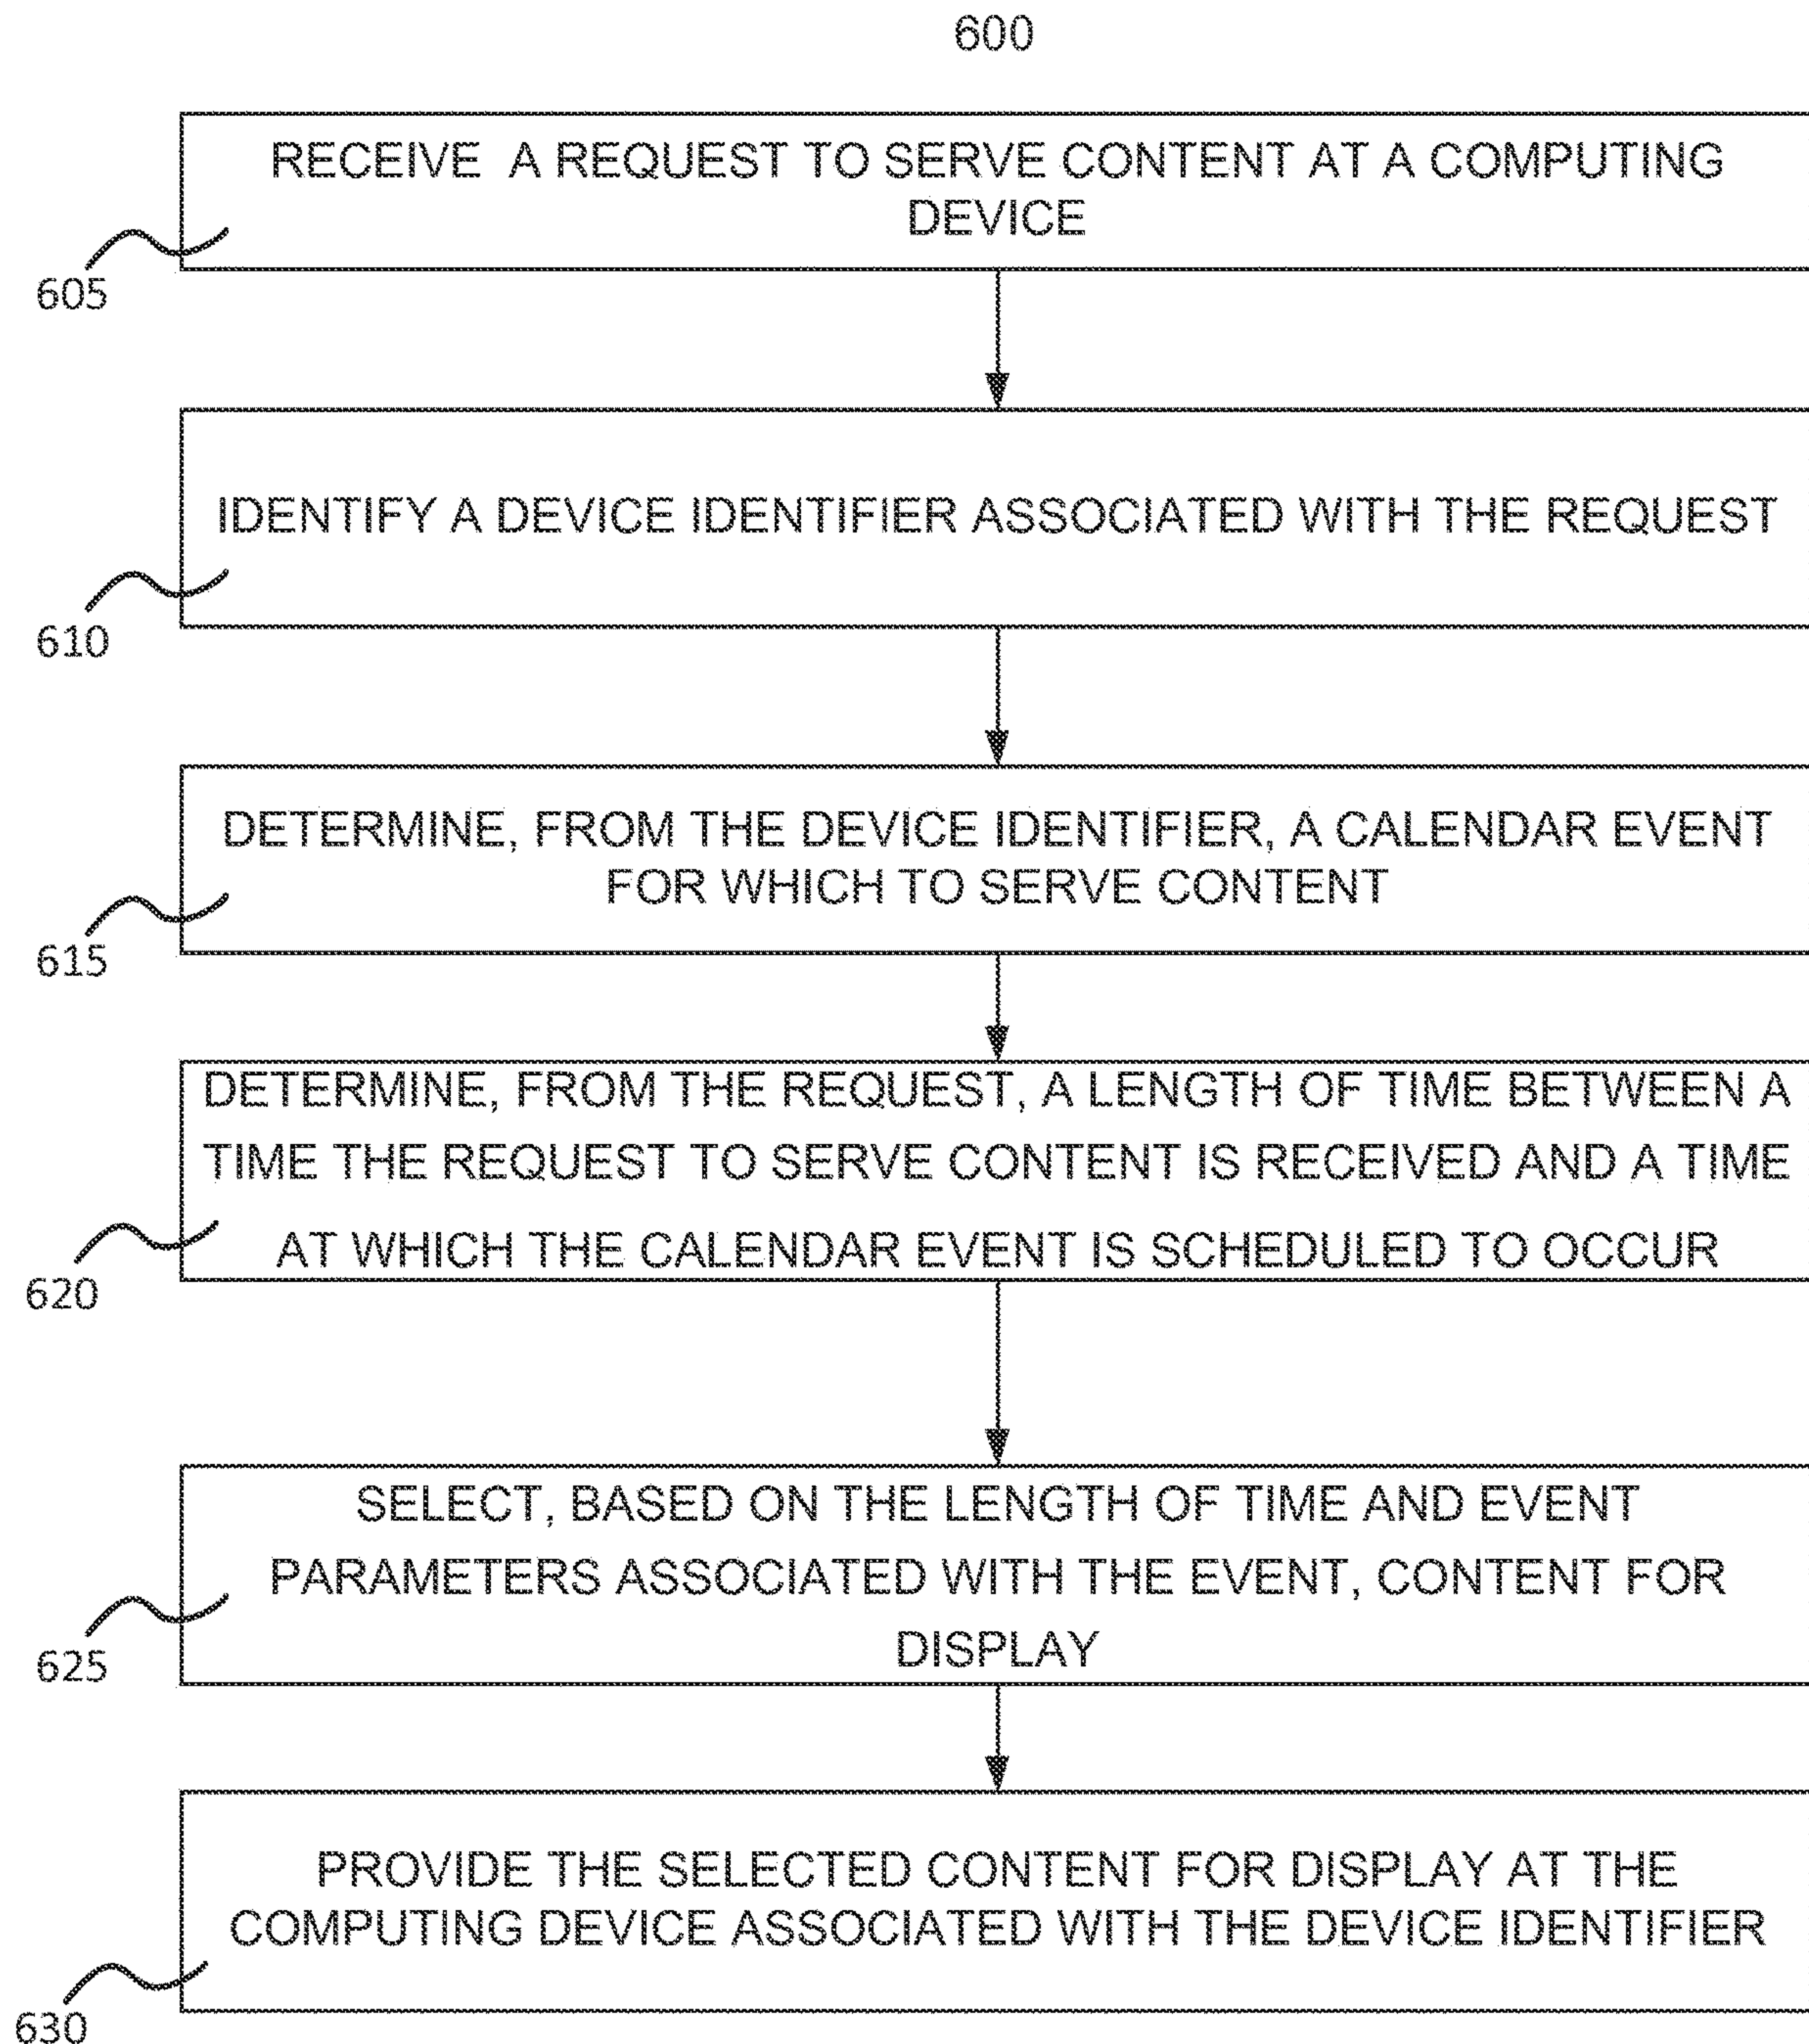 600
RECEIVE A REQUEST TO SERVE CONTENT AT A COMPUTING
DEVICE
605
IDENTIFY A DEVICE IDENTIFIER ASSOCIATED WITH THE REQUEST
610
DETERMINE, FROM THE DEVICE IDENTIFIER, A CALENDAR EVENT
FOR WHICH TO SERVE CONTENT
615
DETERMINE, FROM THE REQUEST, A LENGTH OF TIME BETWEEN A
TIME THE REQUEST TO SERVE CONTENT IS RECEIVED AND A TIME
AT WHICH THE CALENDAR EVENT IS SCHEDULED TO OCCUR
620
SELECT, BASED ON THE LENGTH OF TIME AND EVENT
PARAMETERS ASSOCIATED WITH THE EVENT, CONTENT FOR
DISPLAY
625
PROVIDE THE SELECTED CONTENT FOR DISPLAY AT THE
COMPUTING DEVICE ASSOCIATED WITH THE DEVICE IDENTIFIER
630